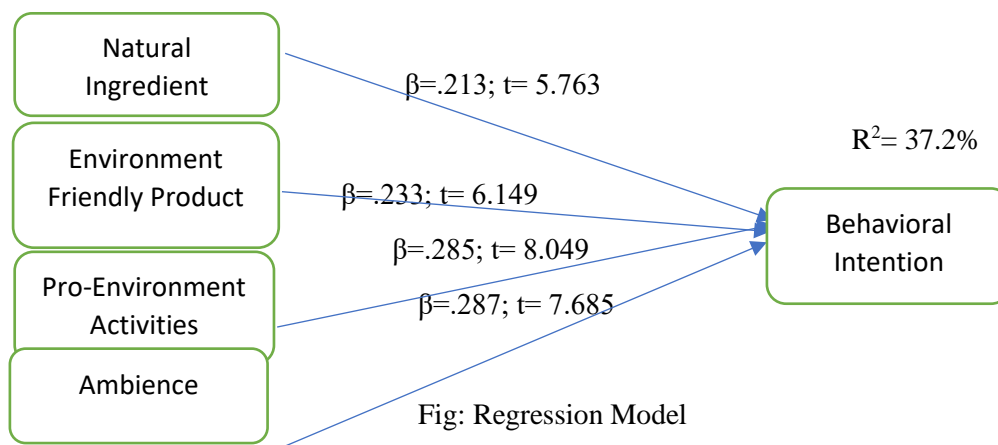 Natural
Ingredient
β=.213; t= 5.763
R²= 37.2%
Environment
Friendly Product
β=.233; t= 6.149
Behavioral
Intention
β=.285; t= 8.049
Pro-Environment
Activities
β=.287; t= 7.685
Ambience
Fig: Regression Model